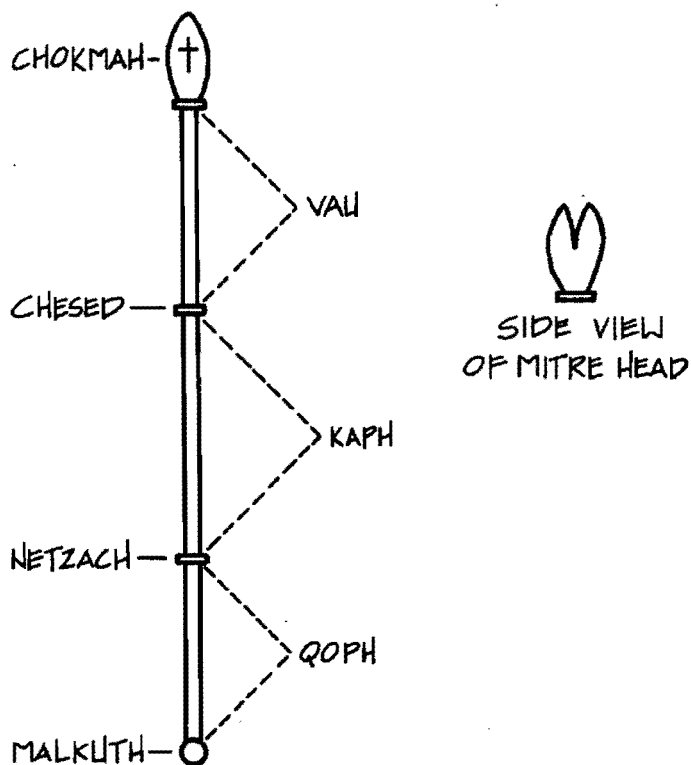 CHOKMAH
VAU
CHESED
SIDE VIEW
OF MITRE HEAD
KAPH
NETZACH
QOPH
MALKUTH